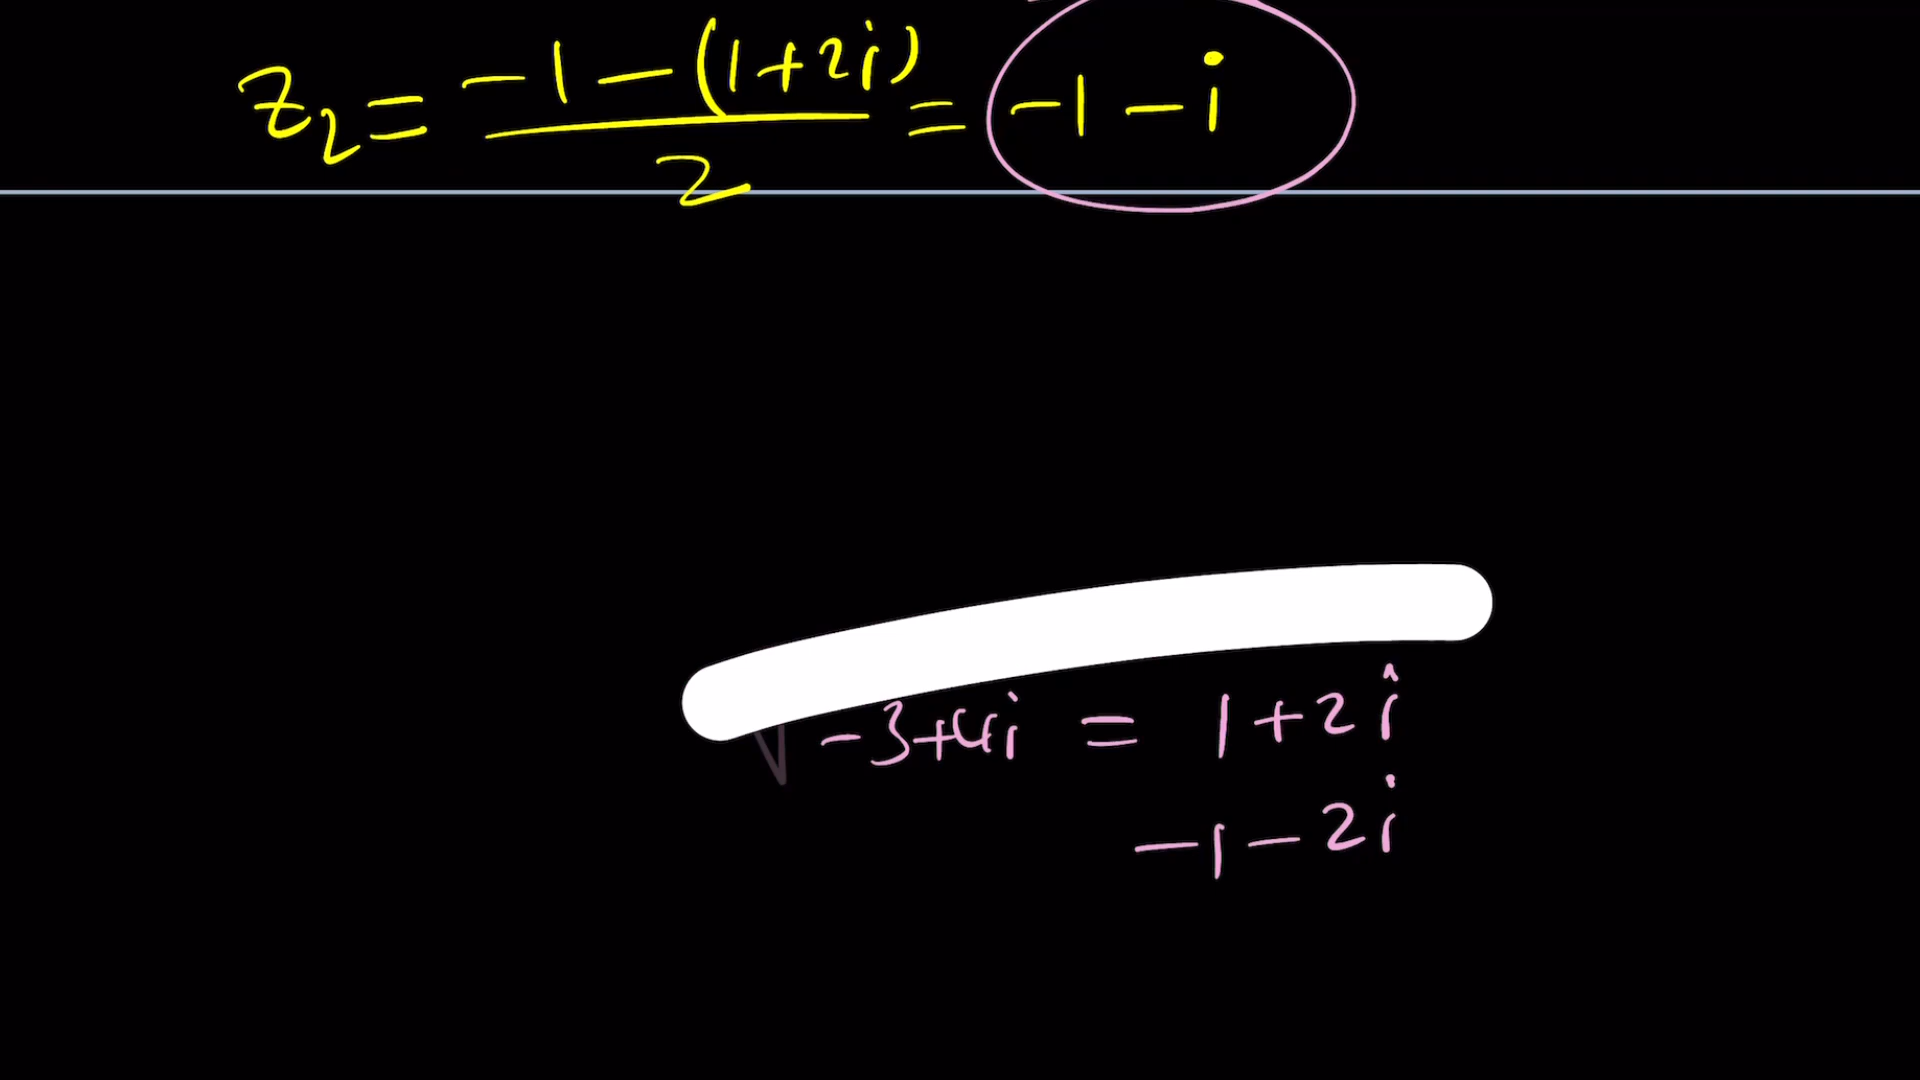 z₂ = (-1-(1+2i))/2 = -1-i
√-3+4i = 1+2i
-1-2i